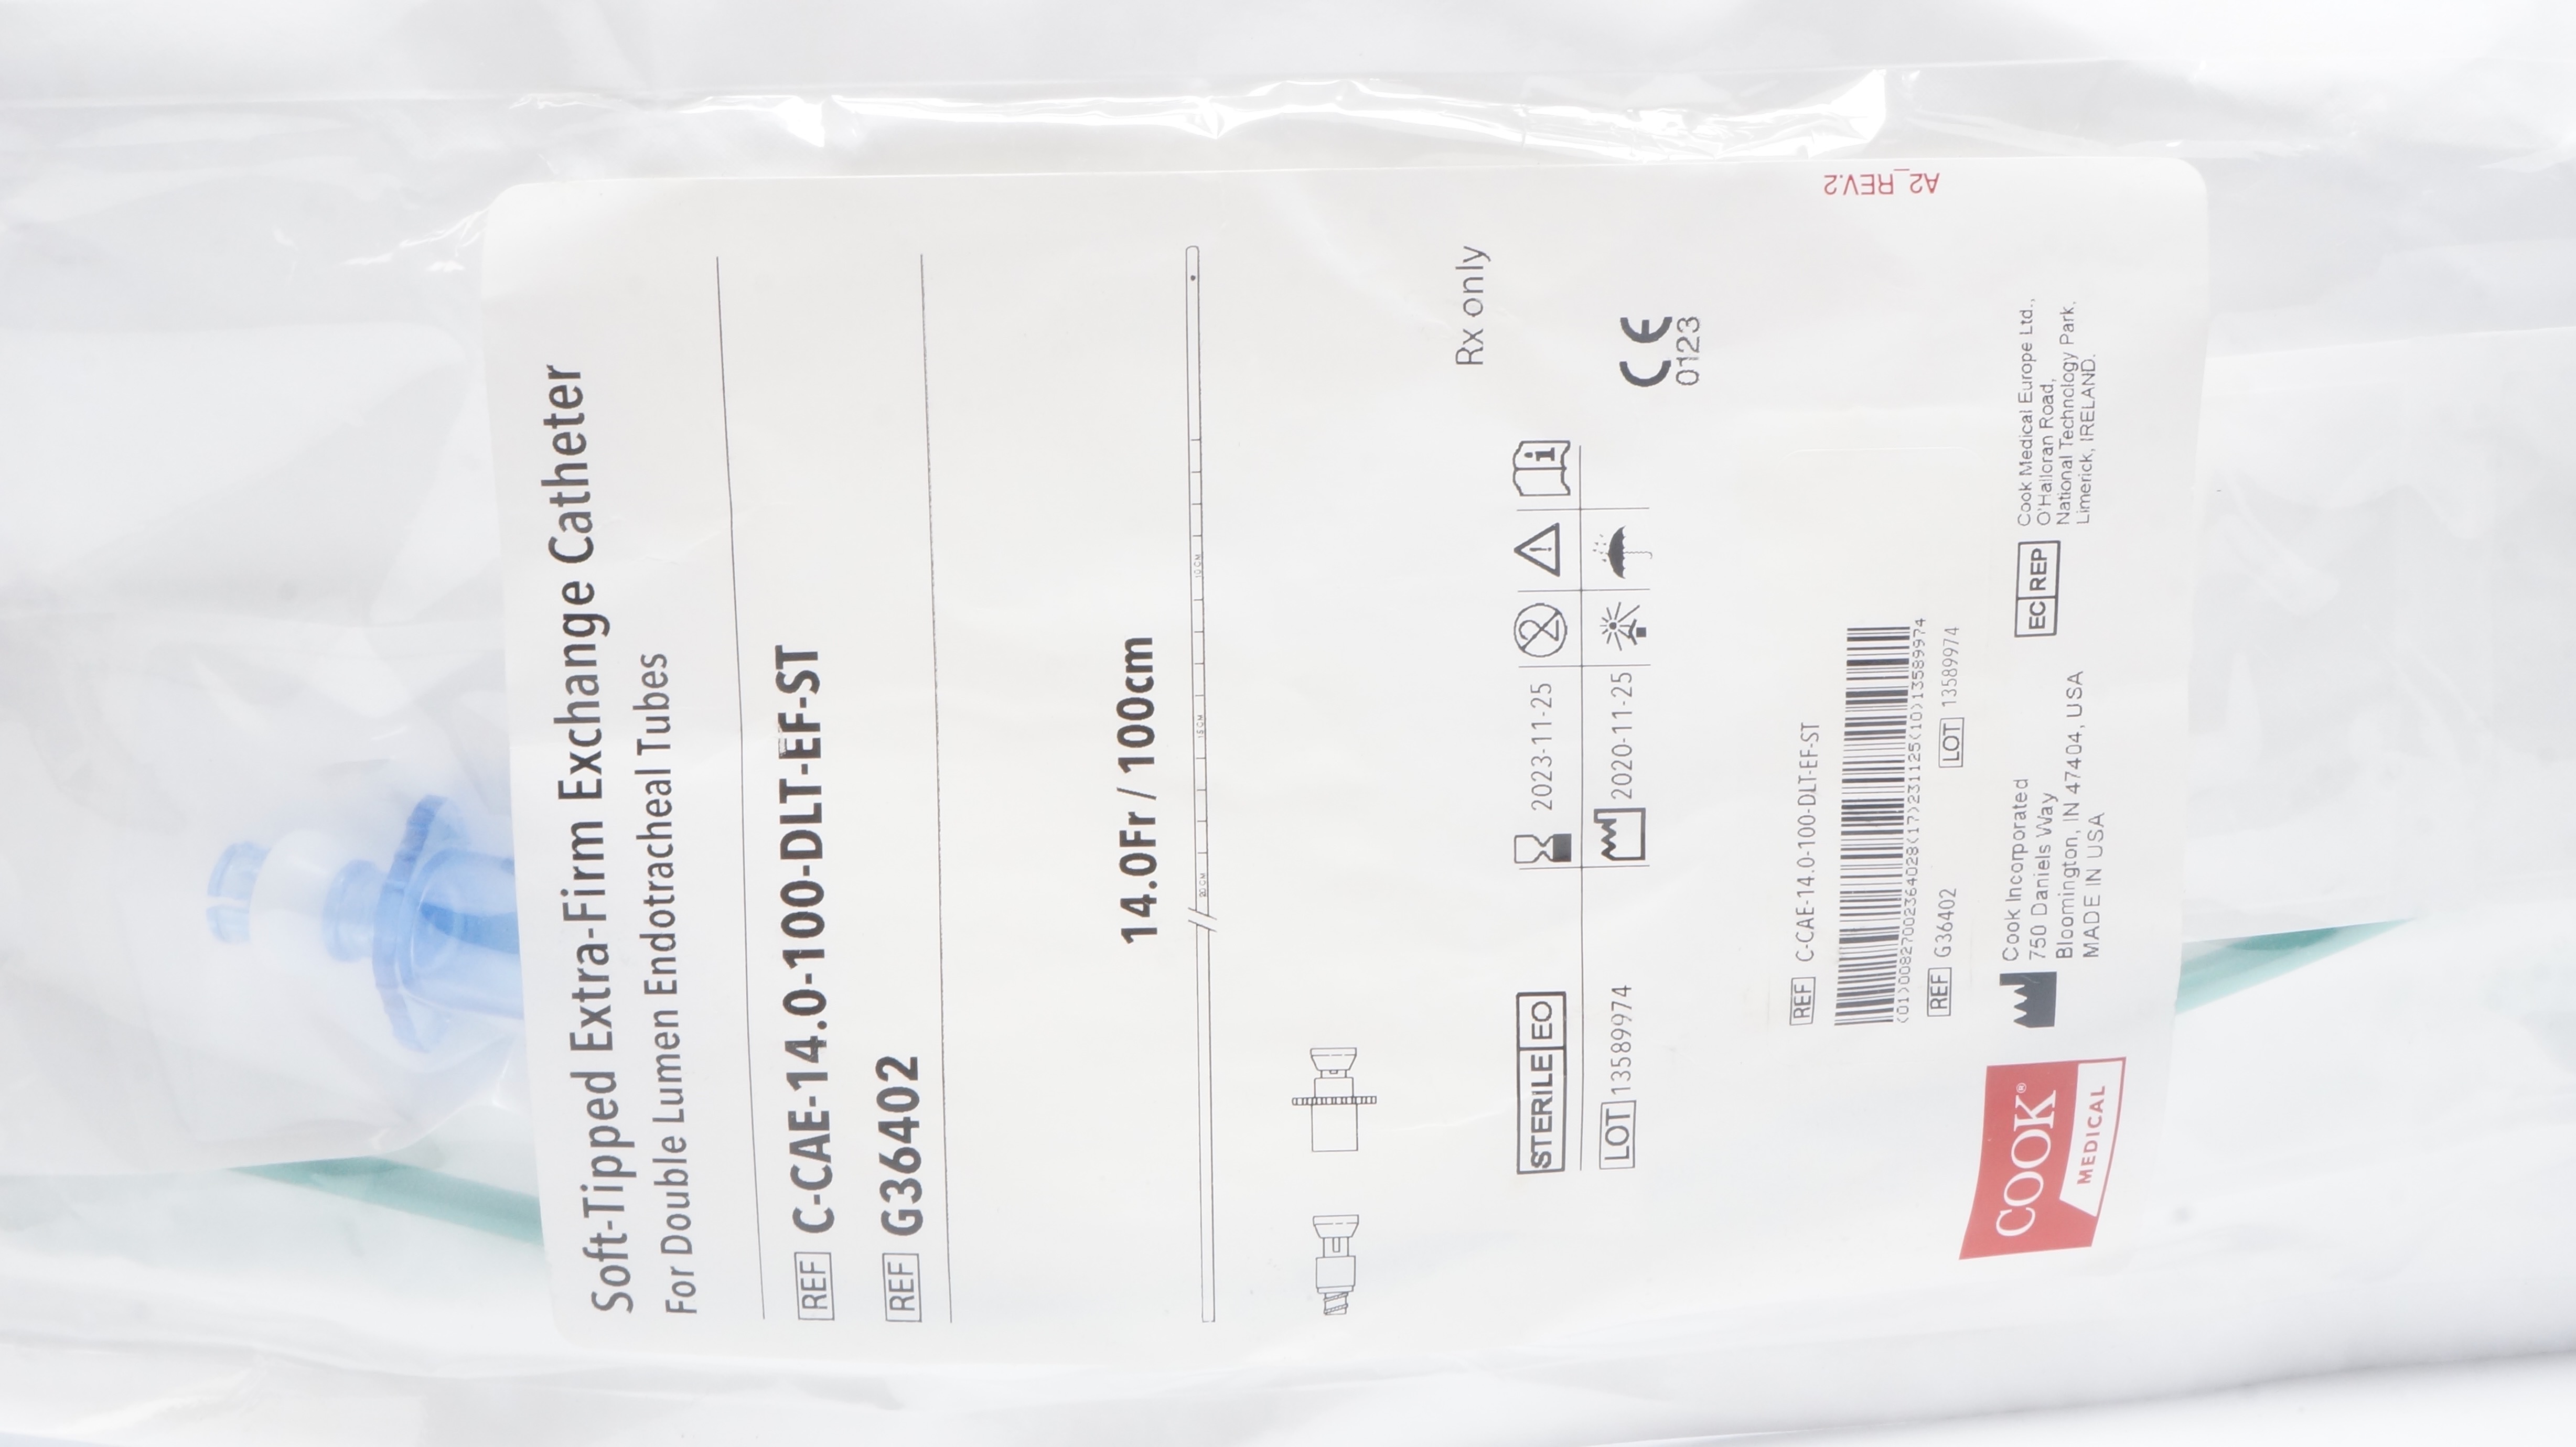 Soft-Tipped Extra-Firm Exchange Catheter
For Double Lumen Endotracheal Tubes
REF C-CAE-14.0-100-DLT-EF-ST
REF G36402
14.0Fr / 100cm
20CM 15CM 10CM
Rx only
STERILE EO 2023-11-25
LOT 13589974 2020-11-25
CE
0123
A2_REV.2
REF C-CAE-14.0-100-DLT-EF-ST
(01)00827002364028(17)231125(10)13589974
REF G36402 LOT 13589974
COOK®
MEDICAL
Cook Incorporated
750 Daniels Way
Bloomington, IN 47404, USA
MADE IN USA
EC REP
Cook Medical Europe Ltd.,
O'Halloran Road,
National Technology Park,
Limerick, IRELAND.